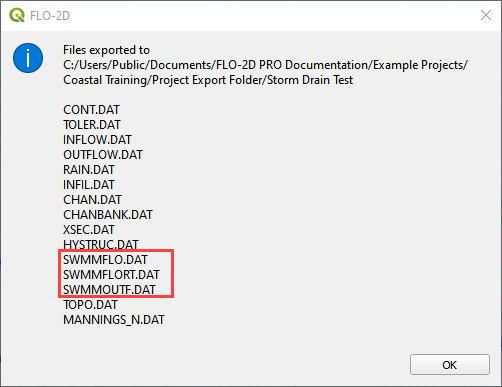 FLO-2D
Files exported to
C:/Users/Public/Documents/FLO-2D PRO Documentation/Example Projects/
Coastal Training/Project Export Folder/Storm Drain Test
CONT.DAT
TOLER.DAT
INFLOW.DAT
OUTFLOW.DAT
RAIN.DAT
INFIL.DAT
CHAN.DAT
CHANBANK.DAT
XSEC.DAT
HYSTRUC.DAT
SWMMFLO.DAT
SWMMFLORT.DAT
SWMMOUTF.DAT
TOPO.DAT
MANNINGS_N.DAT
OK